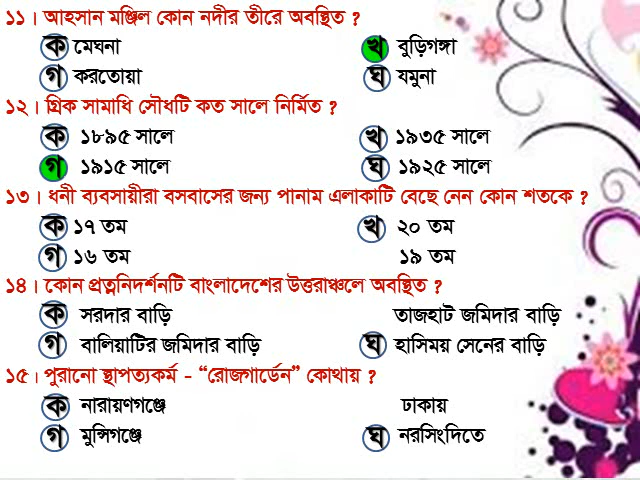 ১১। আহসান মঞ্জিল কোন নদীর তীরে অবস্থিত ?
ক মেঘনা খ বুড়িগঙ্গা
গ করতোয়া ঘ যমুনা
১২। গ্রিক সামাধি সৌধটি কত সালে নির্মিত ?
ক ১৮৯৫ সালে খ ১৯৩৫ সালে
গ ১৯১৫ সালে ঘ ১৯২৫ সালে
১৩। ধনী ব্যবসায়ীরা বসবাসের জন্য পানাম এলাকাটি বেছে নেন কোন শতকে ?
ক ১৭ তম খ ২০ তম
গ ১৬ তম ১৯ তম
১৪। কোন প্রত্ননিদর্শনটি বাংলাদেশের উত্তরাঞ্চলে অবস্থিত ?
ক সরদার বাড়ি তাজহাট জমিদার বাড়ি
গ বালিয়াটির জমিদার বাড়ি ঘ হাসিময় সেনের বাড়ি
১৫। পুরানো স্থাপত্যকর্ম - “রোজগার্ডেন” কোথায় ?
ক নারায়ণগঞ্জে ঢাকায়
গ মুন্সিগঞ্জে ঘ নরসিংদিতে